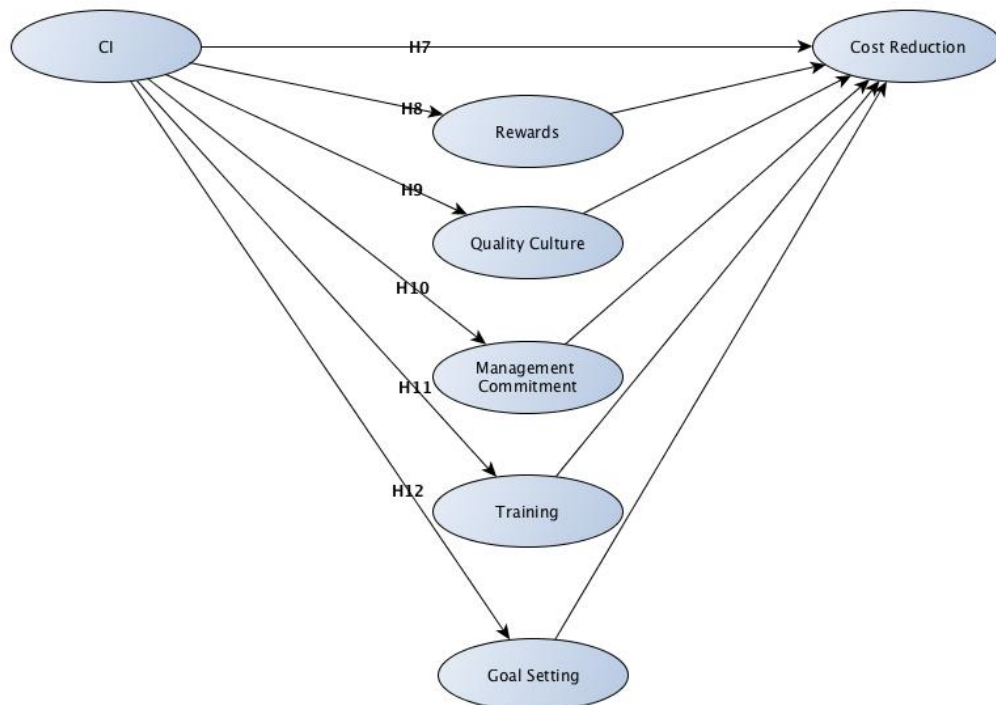 CI
H7
Cost Reduction
H8
Rewards
H9
Quality Culture
H10
Management
Commitment
H11
Training
H12
Goal Setting